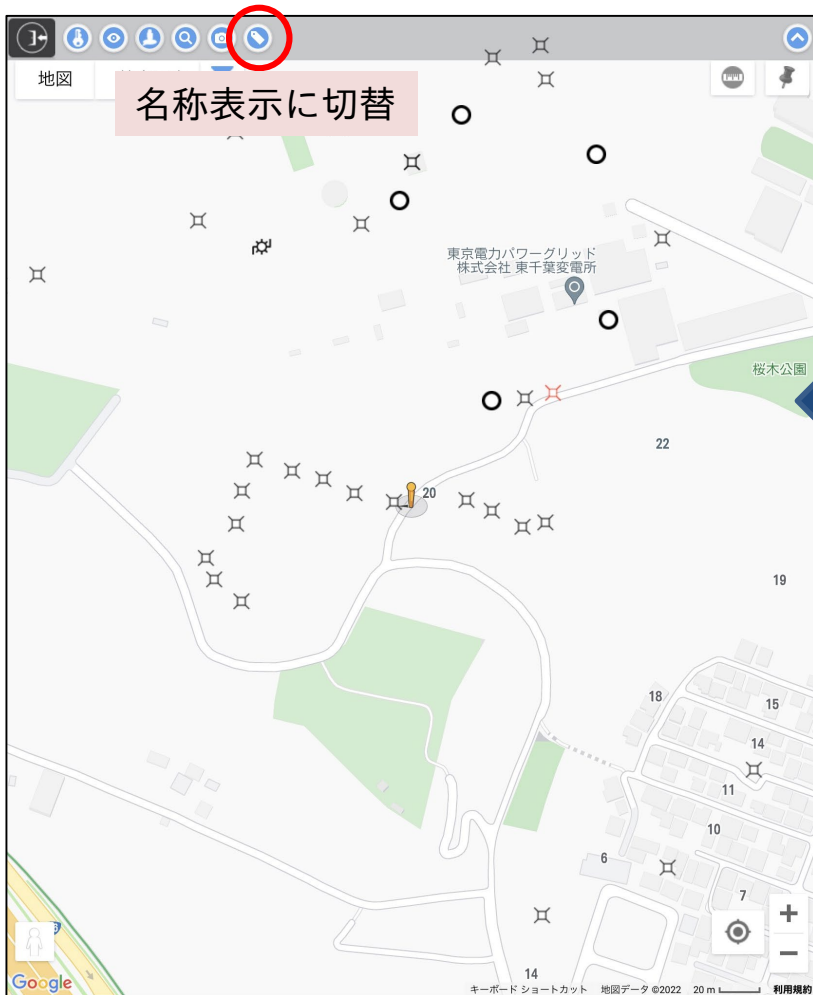 地図
名称表示に切替
東京電力パワーグリッド
株式会社 東千葉変電所
桜木公園
22
20
19
18
15
14
11
10
6
7
14
+
−
Google
キーボード ショートカット 地図データ ©2022 20 m 利用規約